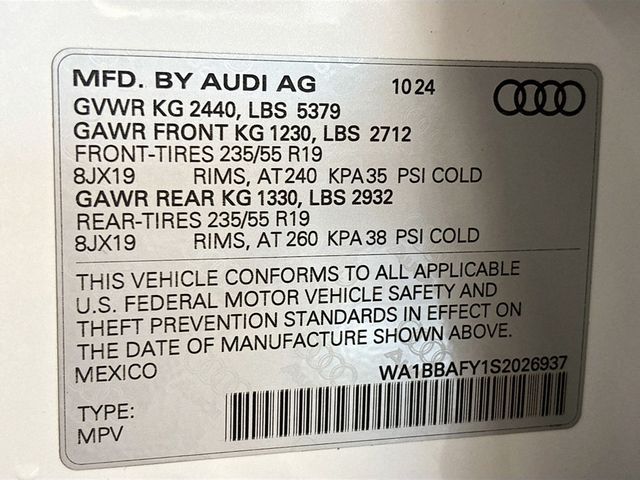 MFD. BY AUDI AG 10 24
GVWR KG 2440, LBS 5379
GAWR FRONT KG 1230, LBS 2712
FRONT-TIRES 235/55 R19
8JX19 RIMS, AT 240 KPA 35 PSI COLD
GAWR REAR KG 1330, LBS 2932
REAR-TIRES 235/55 R19
8JX19 RIMS, AT 260 KPA 38 PSI COLD
THIS VEHICLE CONFORMS TO ALL APPLICABLE
U.S. FEDERAL MOTOR VEHICLE SAFETY AND
THEFT PREVENTION STANDARDS IN EFFECT ON
THE DATE OF MANUFACTURE SHOWN ABOVE.
MEXICO WA1BBAFY1S2026937
TYPE:
MPV